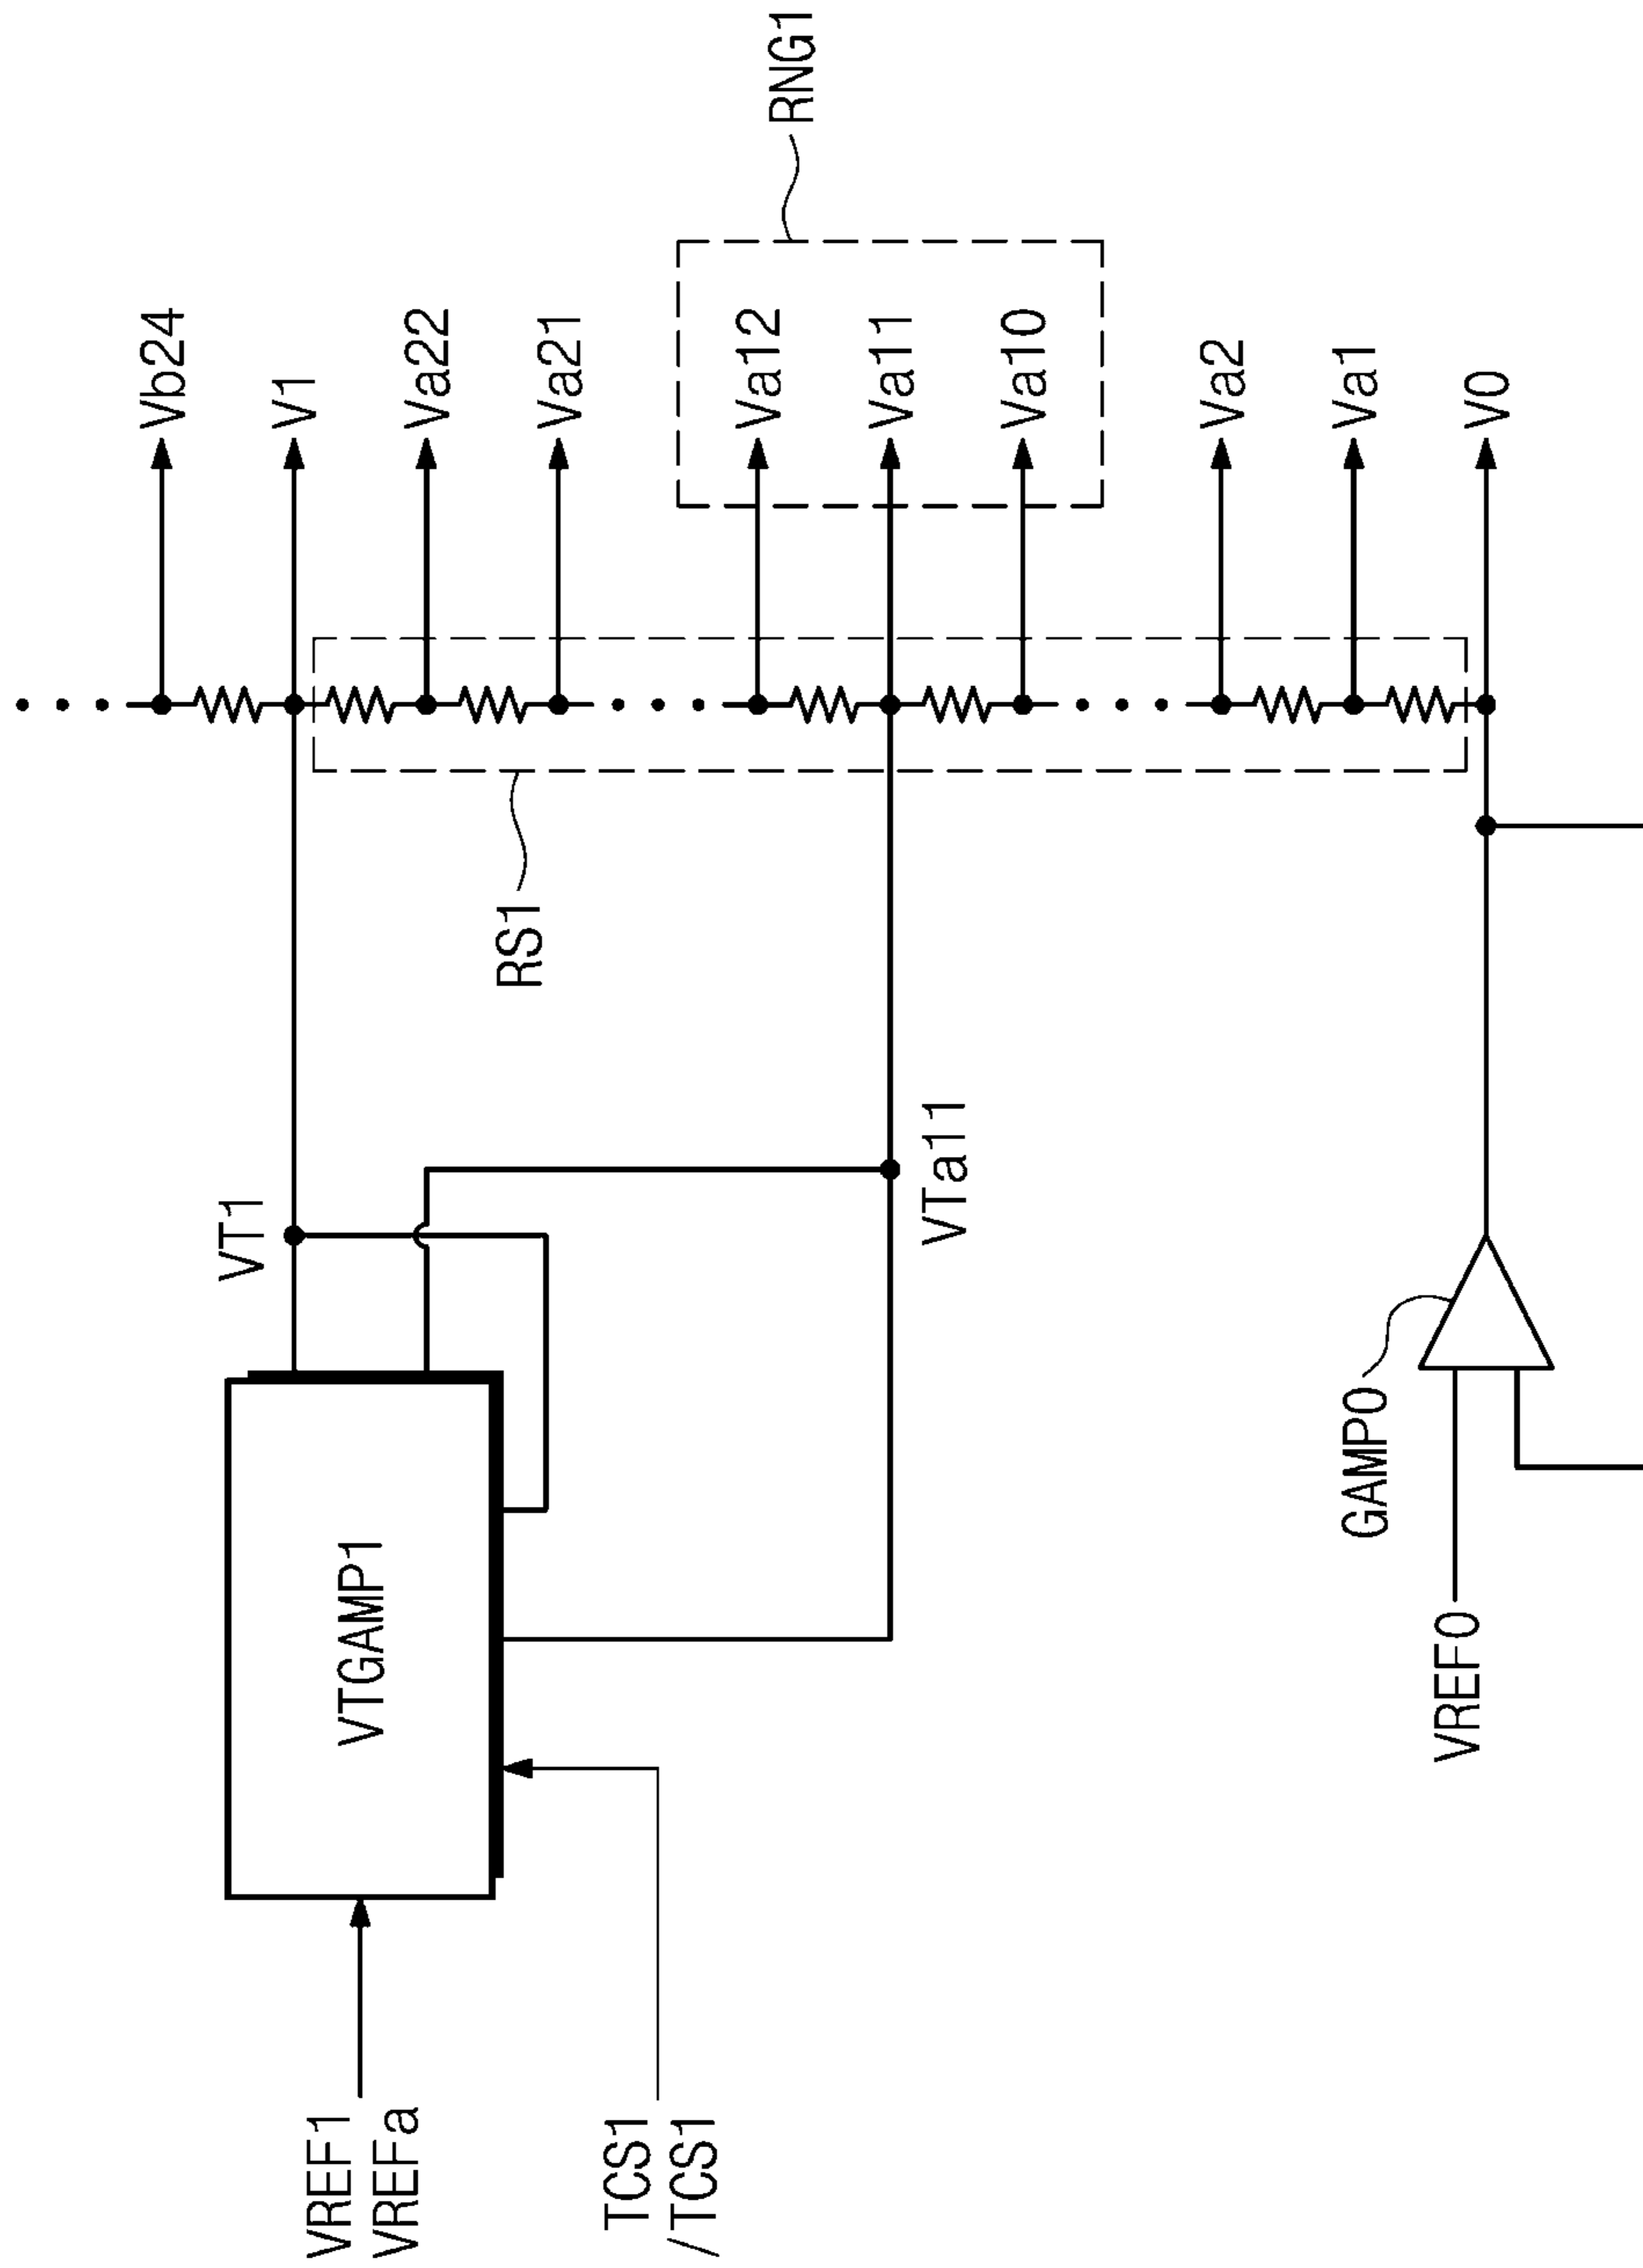 Vb24
V1
Va22
Va21
Va12
Va11
Va10
Va2
Va1
V0
RNG1
RS1
VT1
VTa11
VTGAMP1
VREF1
VREFa
TCS1
/TCS1
GAMP0
VREF0